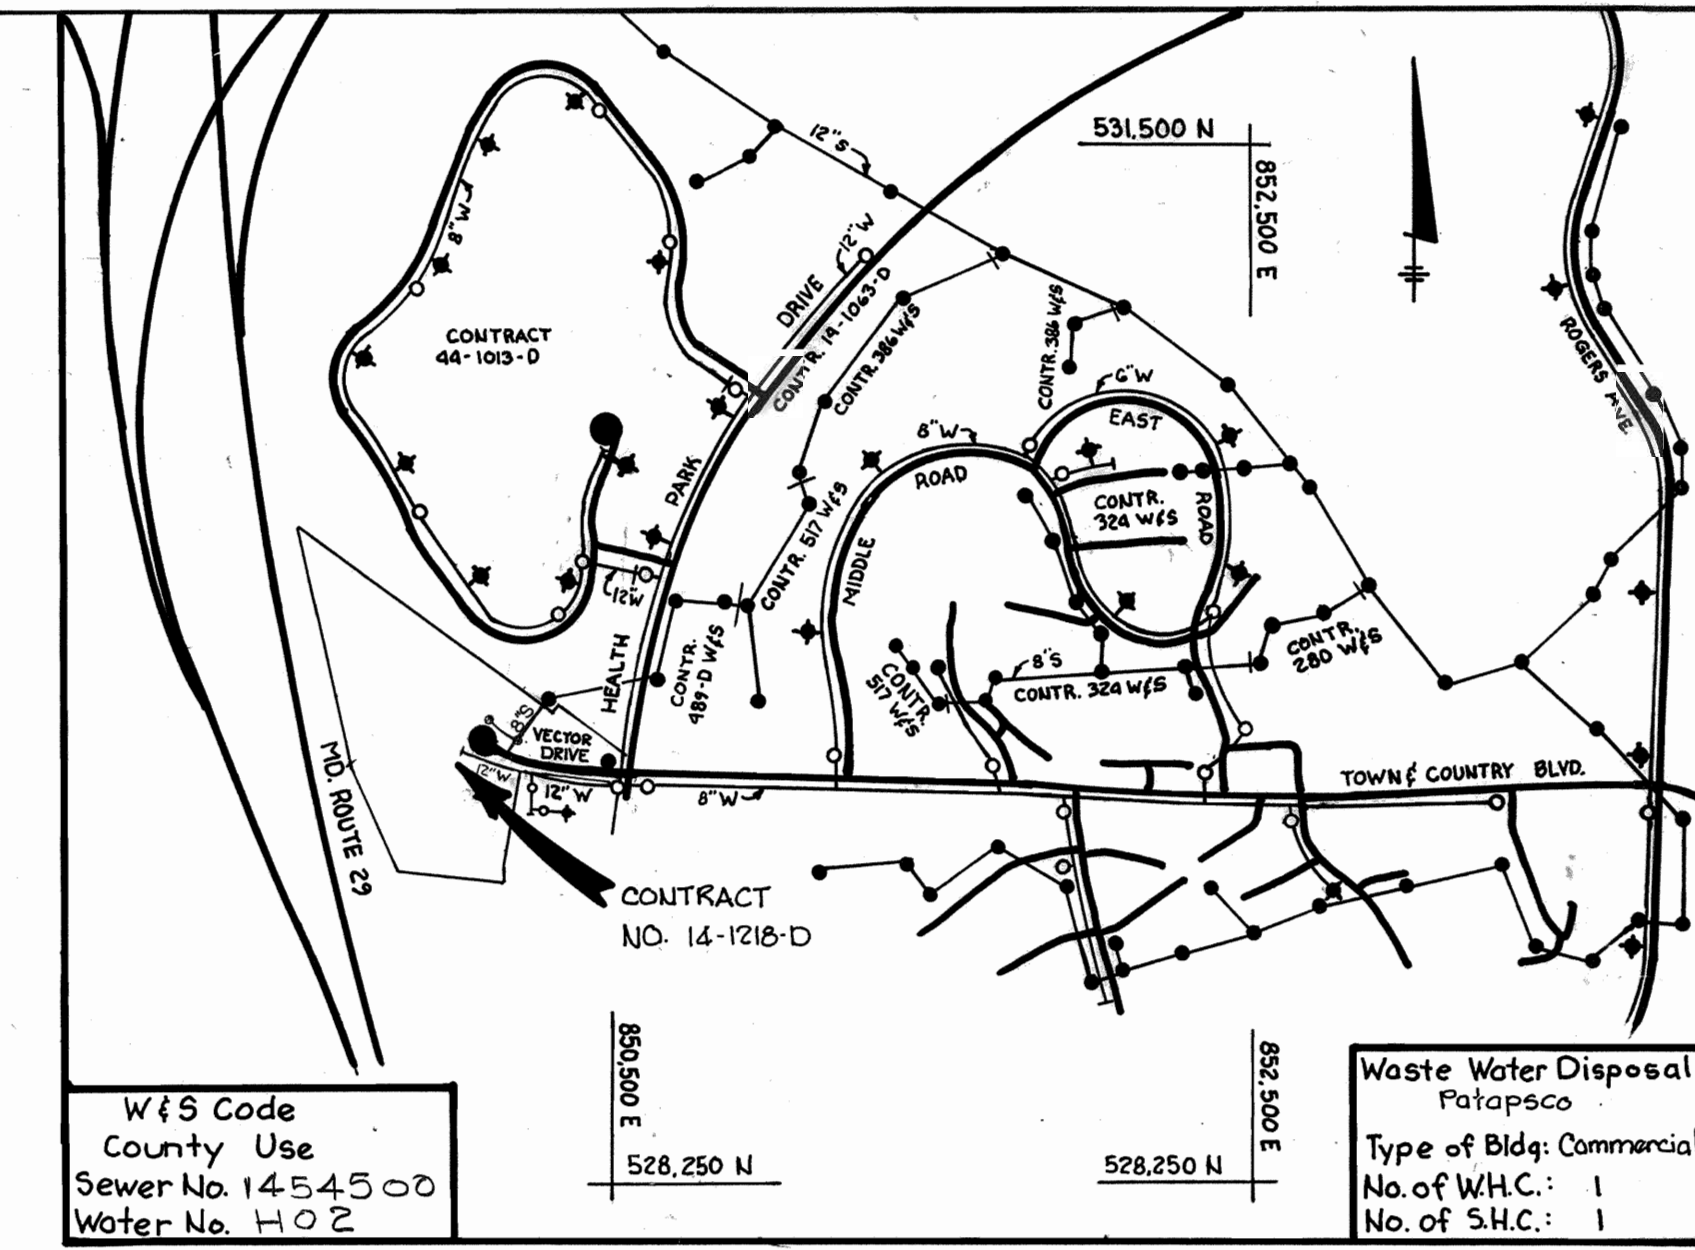 12"S
531,500 N
852,500 E
8"W
12"W
DRIVE
CONTR. 14-1063-D
CONTR. 386 W&S
CONTR. 386 W&S
CONTRACT
44-1013-D
ROGERS AVE.
6"W
EAST
ROAD
8"W
ROAD
MIDDLE
CONTR.
324 W&S
PARK
CONTR. 517 W&S
12"W
HEALTH
CONTR.
489-D W&S
CONTR.
517 W&S
8"S
CONTR. 324 W&S
CONTR.
280 W&S
8"S
VECTOR
DRIVE
12"W
12" W
8"W
TOWN & COUNTRY BLVD.
MD. ROUTE 29
CONTRACT
NO. 14-1218-D
850,500 E
528,250 N
852,500 E
528,250 N
W & S Code
County Use
Sewer No. 1454500
Water No. H02
Waste Water Disposal
Patapsco
Type of Bldg: Commercial
No. of W.H.C.: 1
No. of S.H.C.: 1